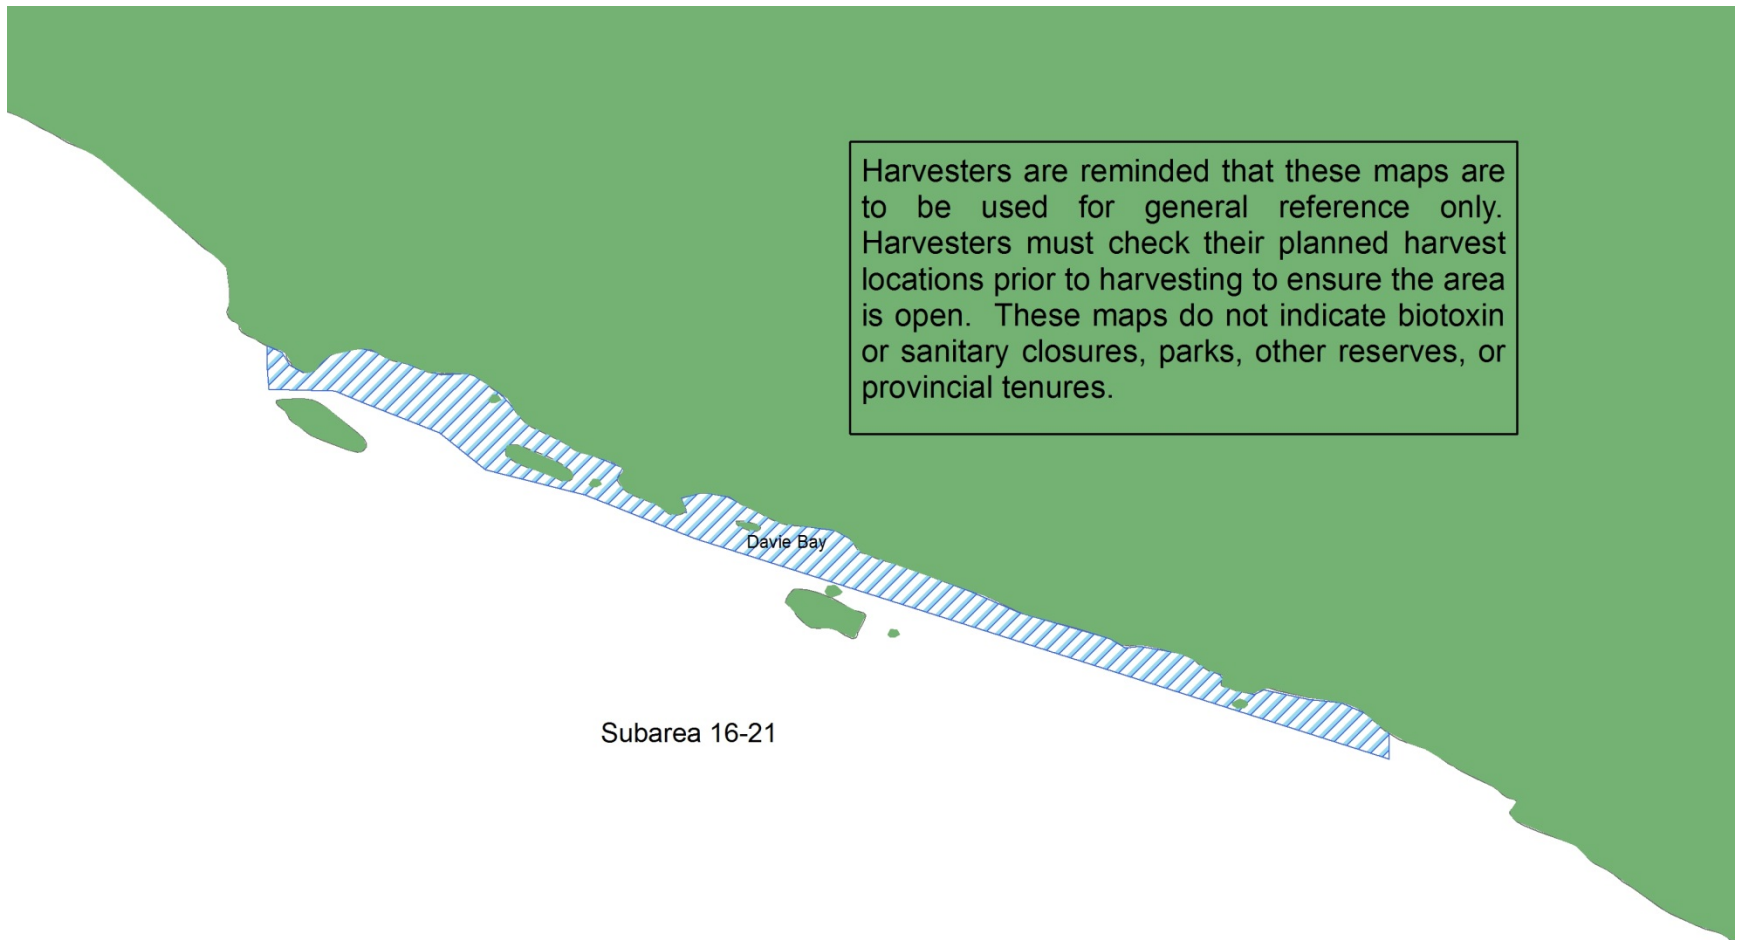 Harvesters are reminded that these maps are
to be used for general reference only.
Harvesters must check their planned harvest
locations prior to harvesting to ensure the area
is open. These maps do not indicate biotoxin
or sanitary closures, parks, other reserves, or
provincial tenures.
Davie Bay
Subarea 16-21